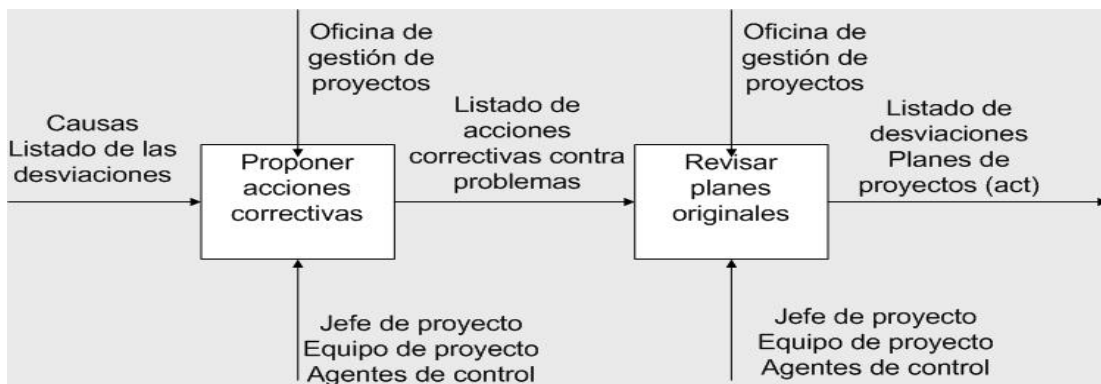 Oficina de
gestión de
proyectos
Oficina de
gestión de
proyectos
Causas
Listado de las
desviaciones
Proponer
acciones
correctivas
Listado de
acciones
correctivas contra
problemas
Revisar
planes
originales
Listado de
desviaciones
Planes de
proyectos (act)
Jefe de proyecto
Equipo de proyecto
Agentes de control
Jefe de proyecto
Equipo de proyecto
Agentes de control